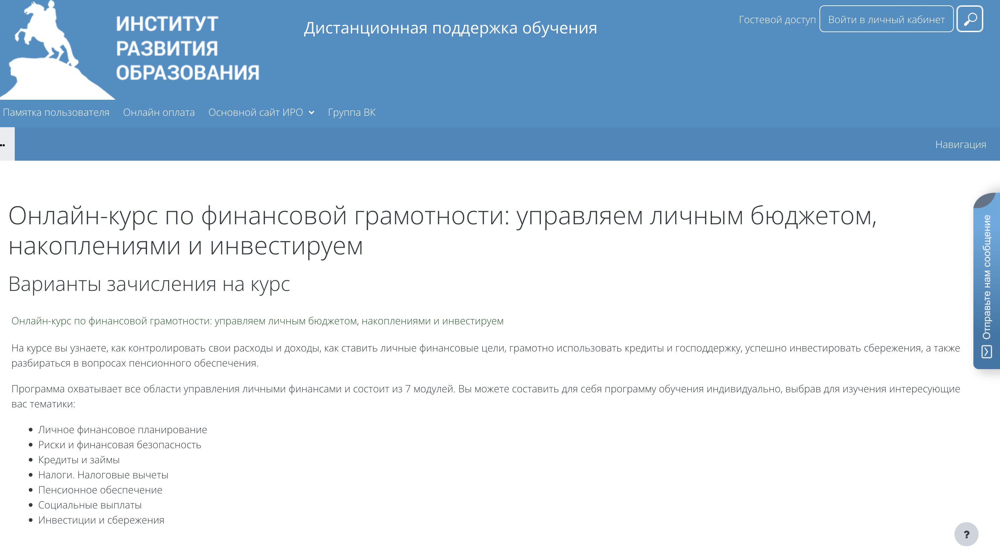 ИНСТИТУТ
РАЗВИТИЯ
ОБРАЗОВАНИЯ
Дистанционная поддержка обучения
Гостевой доступ
Войти в личный кабинет
Памятка пользователя
Онлайн оплата
Основной сайт ИРО
Группа ВК
Навигация
Онлайн-курс по финансовой грамотности: управляем личным бюджетом,
накоплениями и инвестируем
Варианты зачисления на курс
Онлайн-курс по финансовой грамотности: управляем личным бюджетом, накоплениями и инвестируем
На курсе вы узнаете, как контролировать свои расходы и доходы, как ставить личные финансовые цели, грамотно использовать кредиты и господдержку, успешно инвестировать сбережения, а также
разбираться в вопросах пенсионного обеспечения.
Программа охватывает все области управления личными финансами и состоит из 7 модулей. Вы можете составить для себя программу обучения индивидуально, выбрав для изучения интересующие
вас тематики:
Личное финансовое планирование
Риски и финансовая безопасность
Кредиты и займы
Налоги. Налоговые вычеты
Пенсионное обеспечение
Социальные выплаты
Инвестиции и сбережения
Отправьте нам сообщение
?